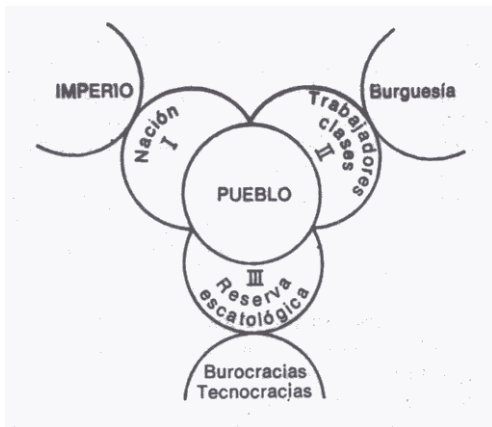 IMPERIO
Nación
I
Trabajadores
clases
II
Burguesía
PUEBLO
III
Reserva
escatológica
Burocracias
Tecnocracias